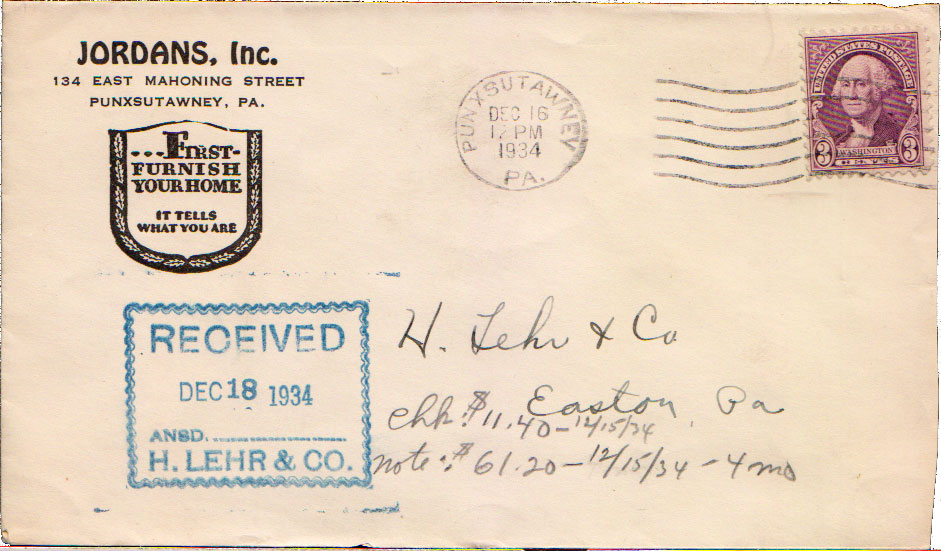 JORDANS, Inc.
134 EAST MAHONING STREET
PUNXSUTAWNEY, PA.
...FIRST-
FURNISH
YOUR HOME
IT TELLS
WHAT YOU ARE
PUNXSUTAWNEY
DEC 16
12 PM
1934
PA.
UNITED STATES POSTAGE
3 WASHINGTON 3
RECEIVED
DEC 18 1934
ANSD.
H. LEHR & CO.
H. Lehr & Co
Easton, Pa
chk: $11.40 - 12/15/34
note: $61.20 - 12/15/34 - 4 mo